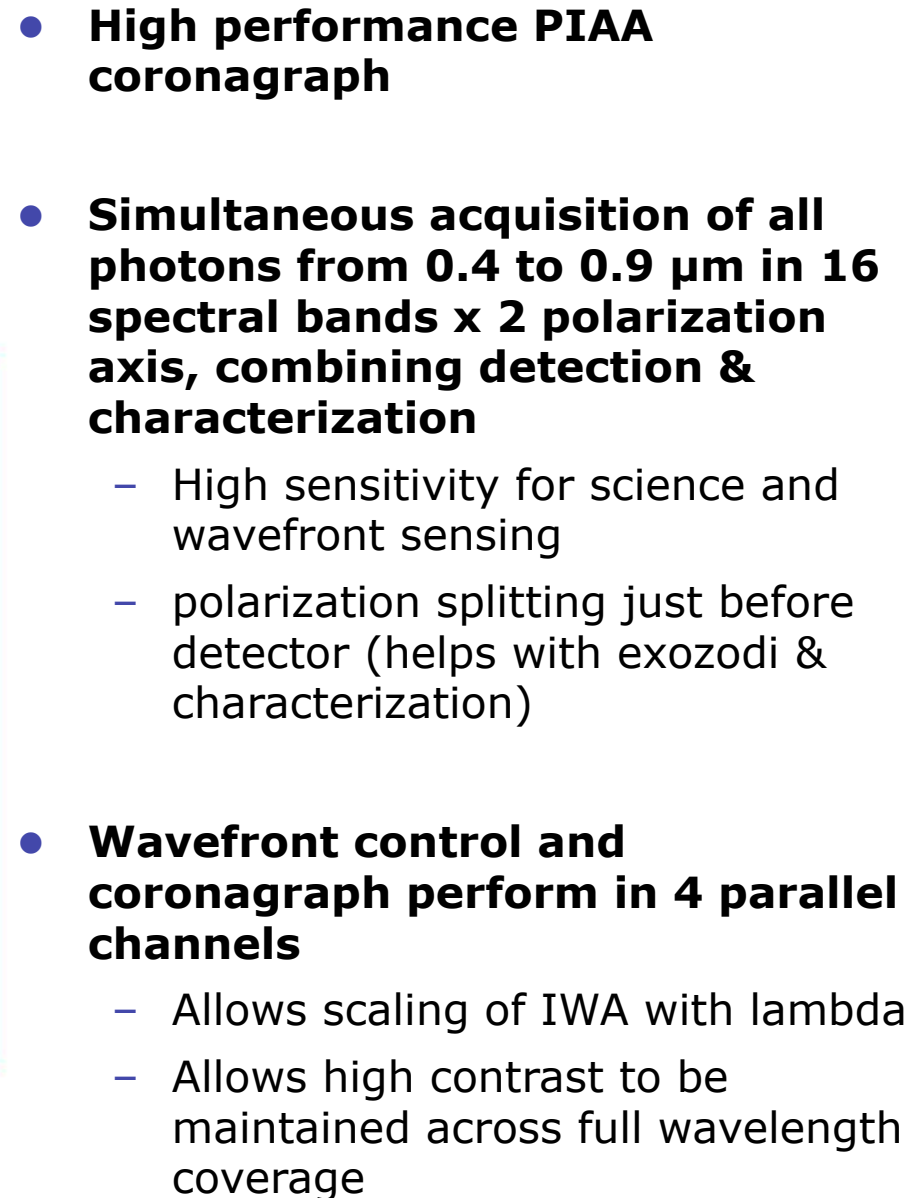 ● High performance PIAA
coronagraph
● Simultaneous acquisition of all
photons from 0.4 to 0.9 µm in 16
spectral bands x 2 polarization
axis, combining detection &
characterization
– High sensitivity for science and
wavefront sensing
– polarization splitting just before
detector (helps with exozodi &
characterization)
● Wavefront control and
coronagraph perform in 4 parallel
channels
– Allows scaling of IWA with lambda
– Allows high contrast to be
maintained across full wavelength
coverage